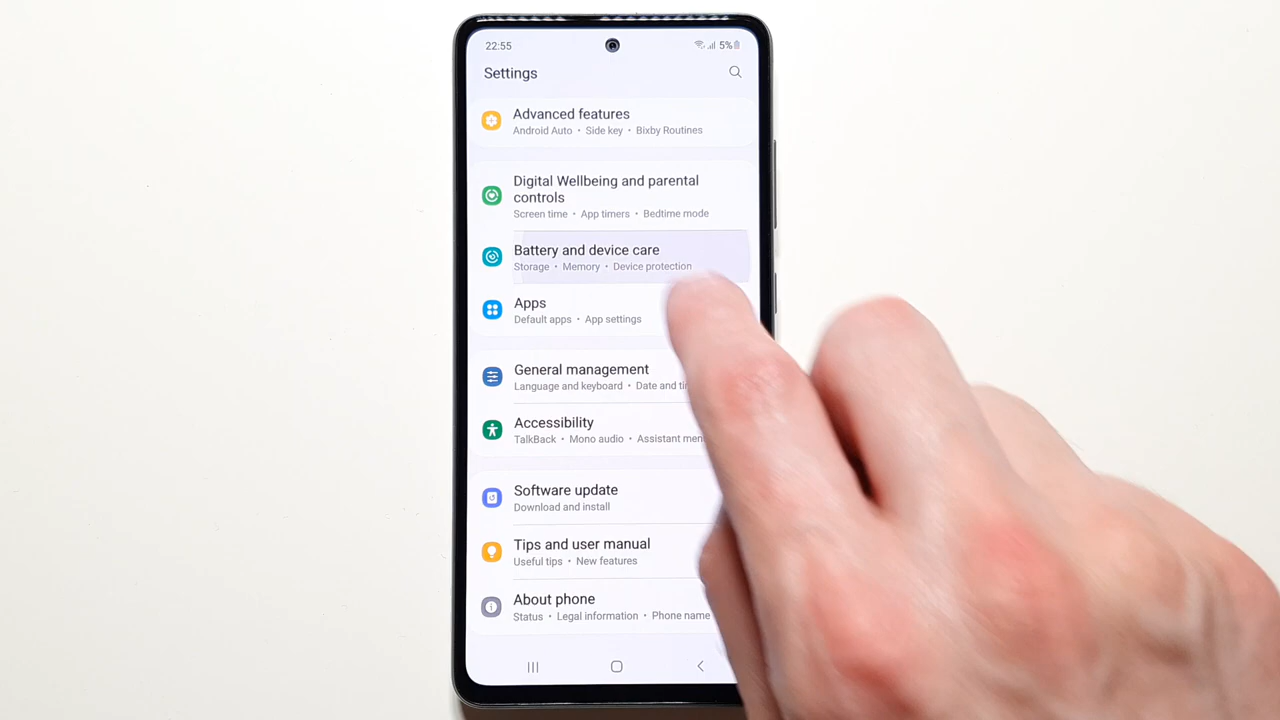 22:55 5%
Settings
Advanced features
Android Auto • Side key • Bixby Routines
Digital Wellbeing and parental
controls
Screen time • App timers • Bedtime mode
Battery and device care
Storage • Memory • Device protection
Apps
Default apps • App settings
General management
Language and keyboard • Date and
Accessibility
TalkBack • Mono audio • Assistant
Software update
Download and install
Tips and user manual
Useful tips • New features
About phone
Status • Legal information • Phone name